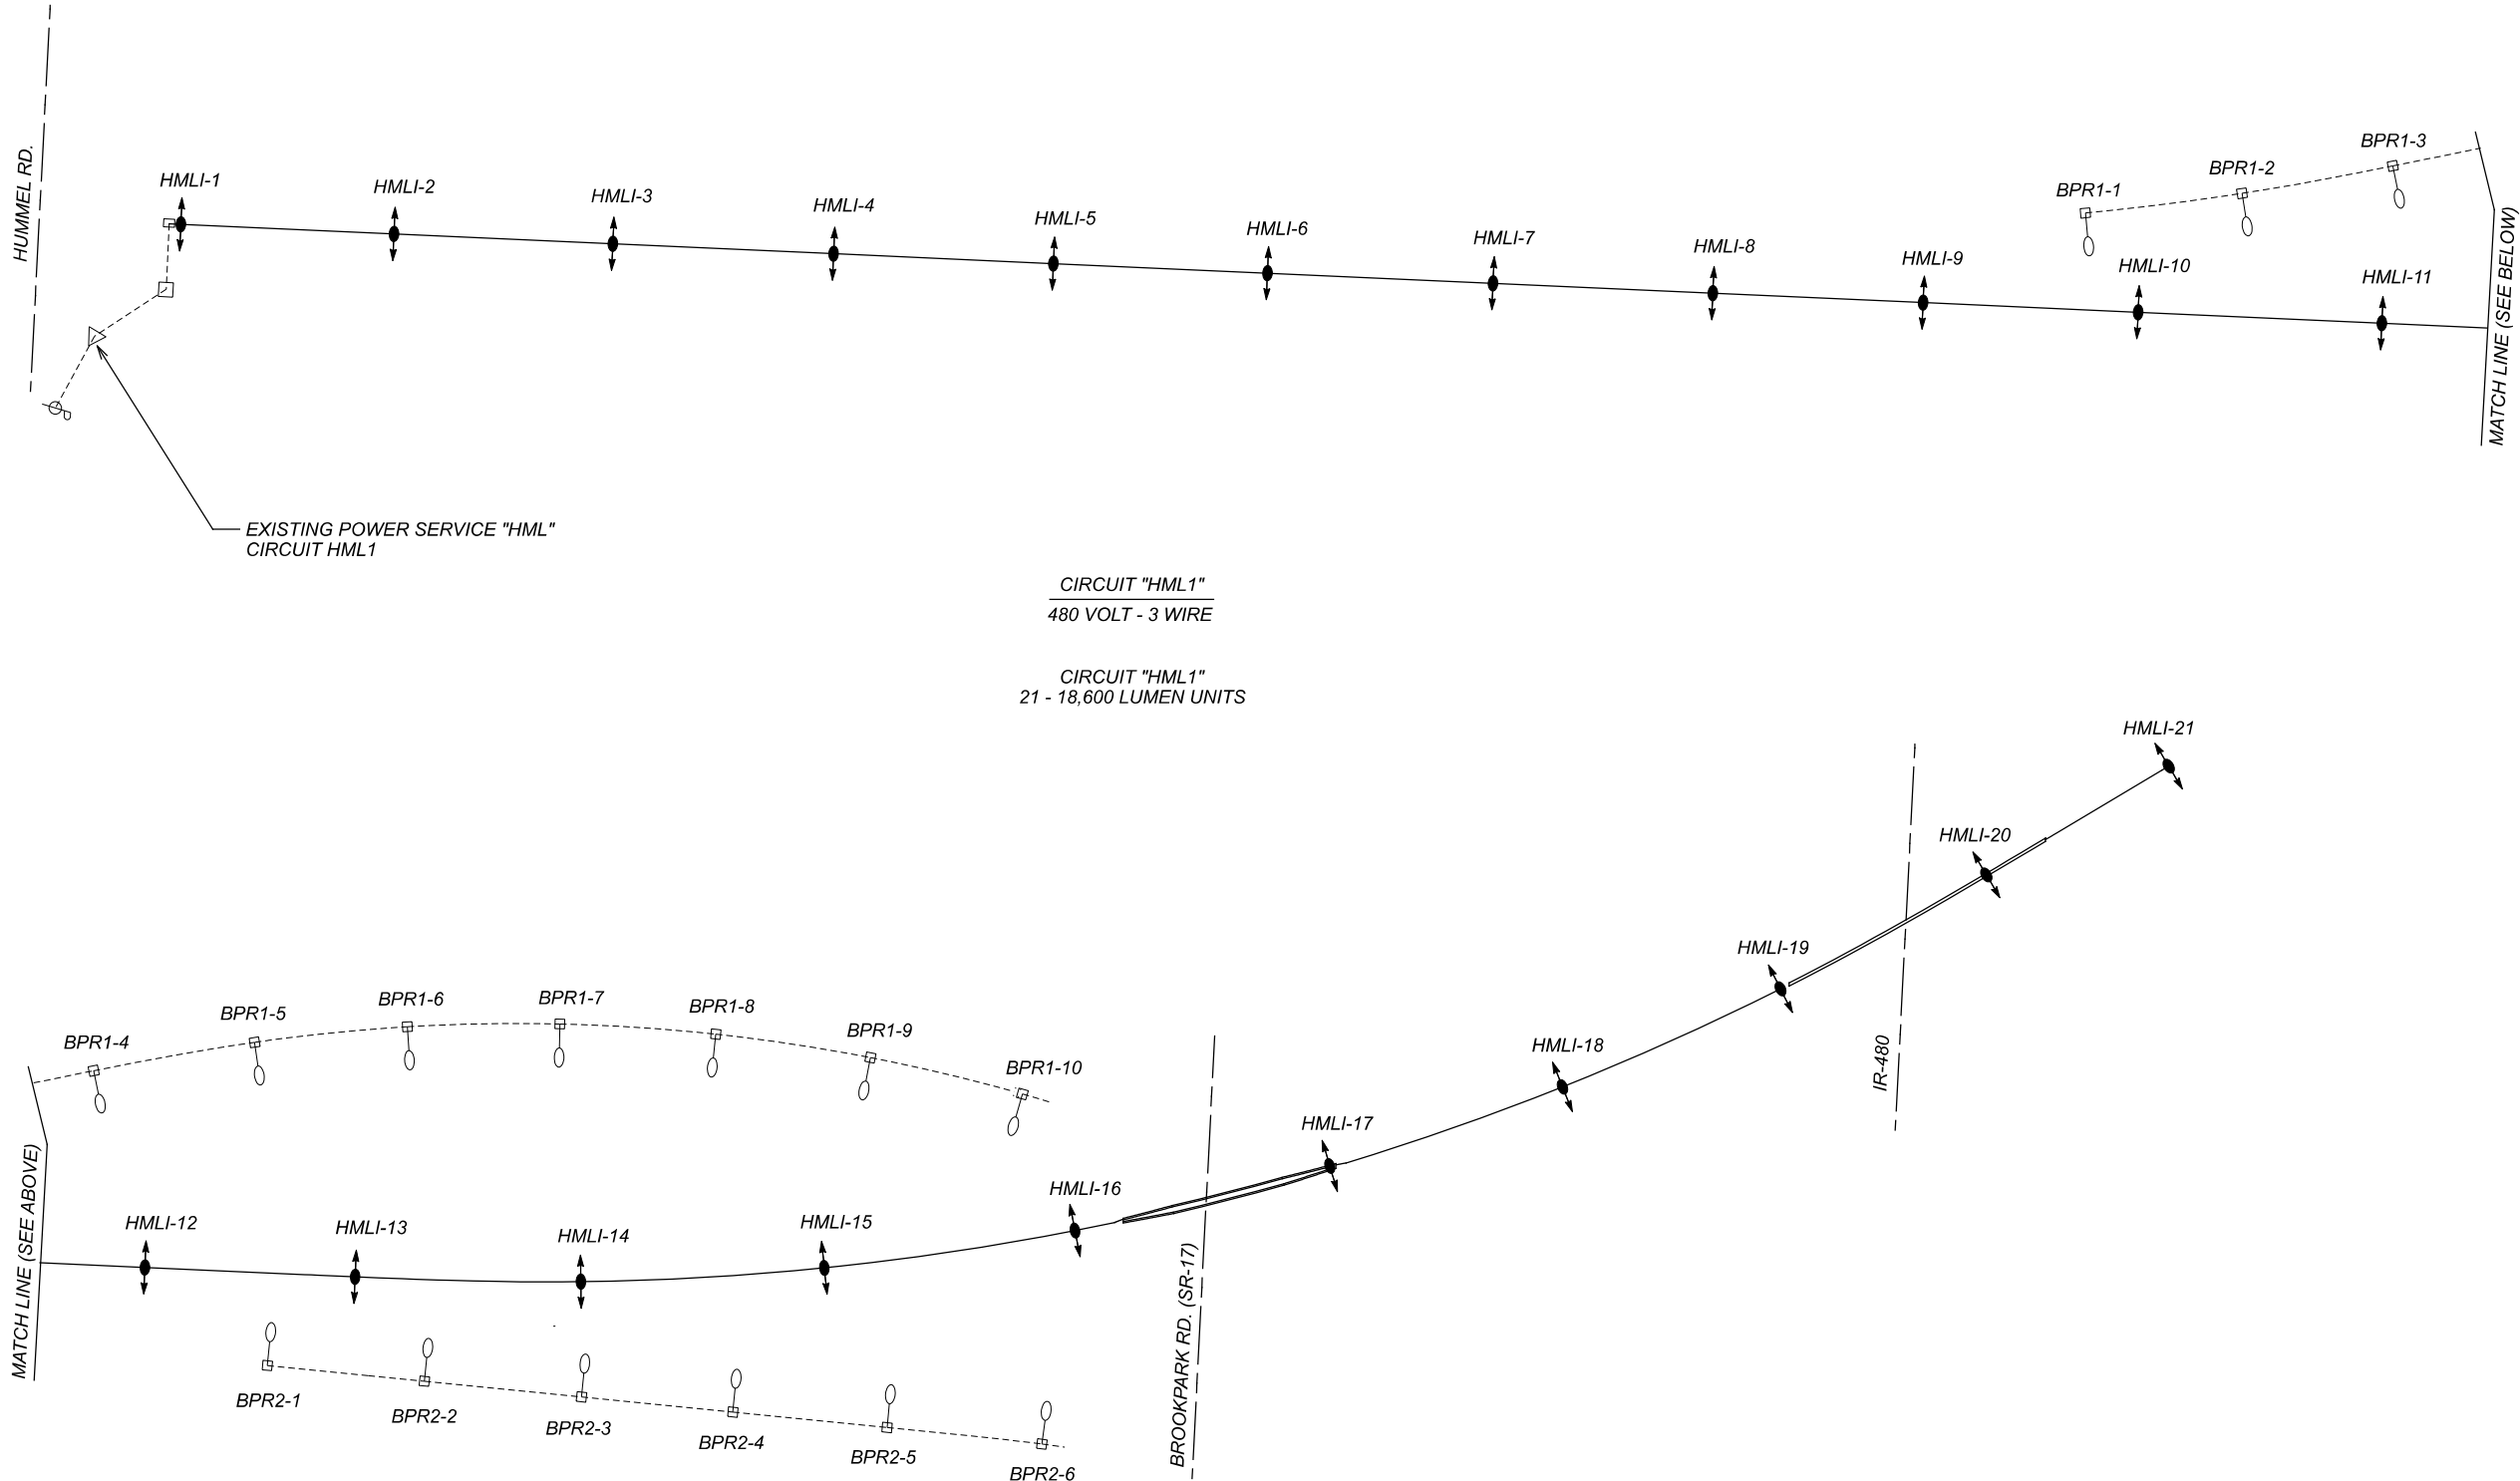 HUMMEL RD.
HMLI-1
HMLI-2
HMLI-3
HMLI-4
HMLI-5
HMLI-6
HMLI-7
HMLI-8
HMLI-9
HMLI-10
HMLI-11
BPR1-1
BPR1-2
BPR1-3
MATCH LINE (SEE BELOW)
EXISTING POWER SERVICE "HML"
CIRCUIT HML1
CIRCUIT "HML1"
480 VOLT - 3 WIRE
CIRCUIT "HML1"
21 - 18,600 LUMEN UNITS
MATCH LINE (SEE ABOVE)
BPR1-4
BPR1-5
BPR1-6
BPR1-7
BPR1-8
BPR1-9
BPR1-10
HMLI-12
HMLI-13
HMLI-14
HMLI-15
HMLI-16
HMLI-17
HMLI-18
HMLI-19
HMLI-20
HMLI-21
BROOKPARK RD. (SR-17)
IR-480
BPR2-1
BPR2-2
BPR2-3
BPR2-4
BPR2-5
BPR2-6